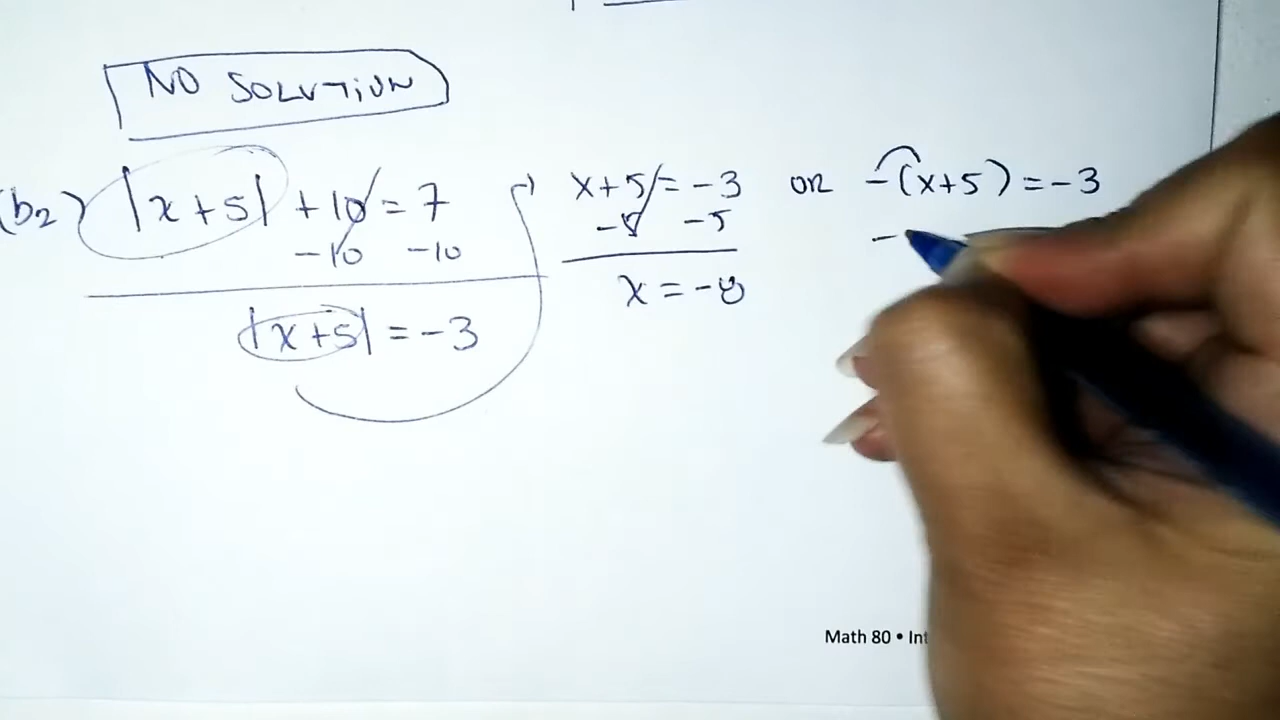 NO SOLUTION
(b2) |x+5| +10 = 7
-10 -10
|x+5| = -3
x+5 = -3 or -(x+5) = -3
-5 -5
x = -8
-
Math 80 • Int